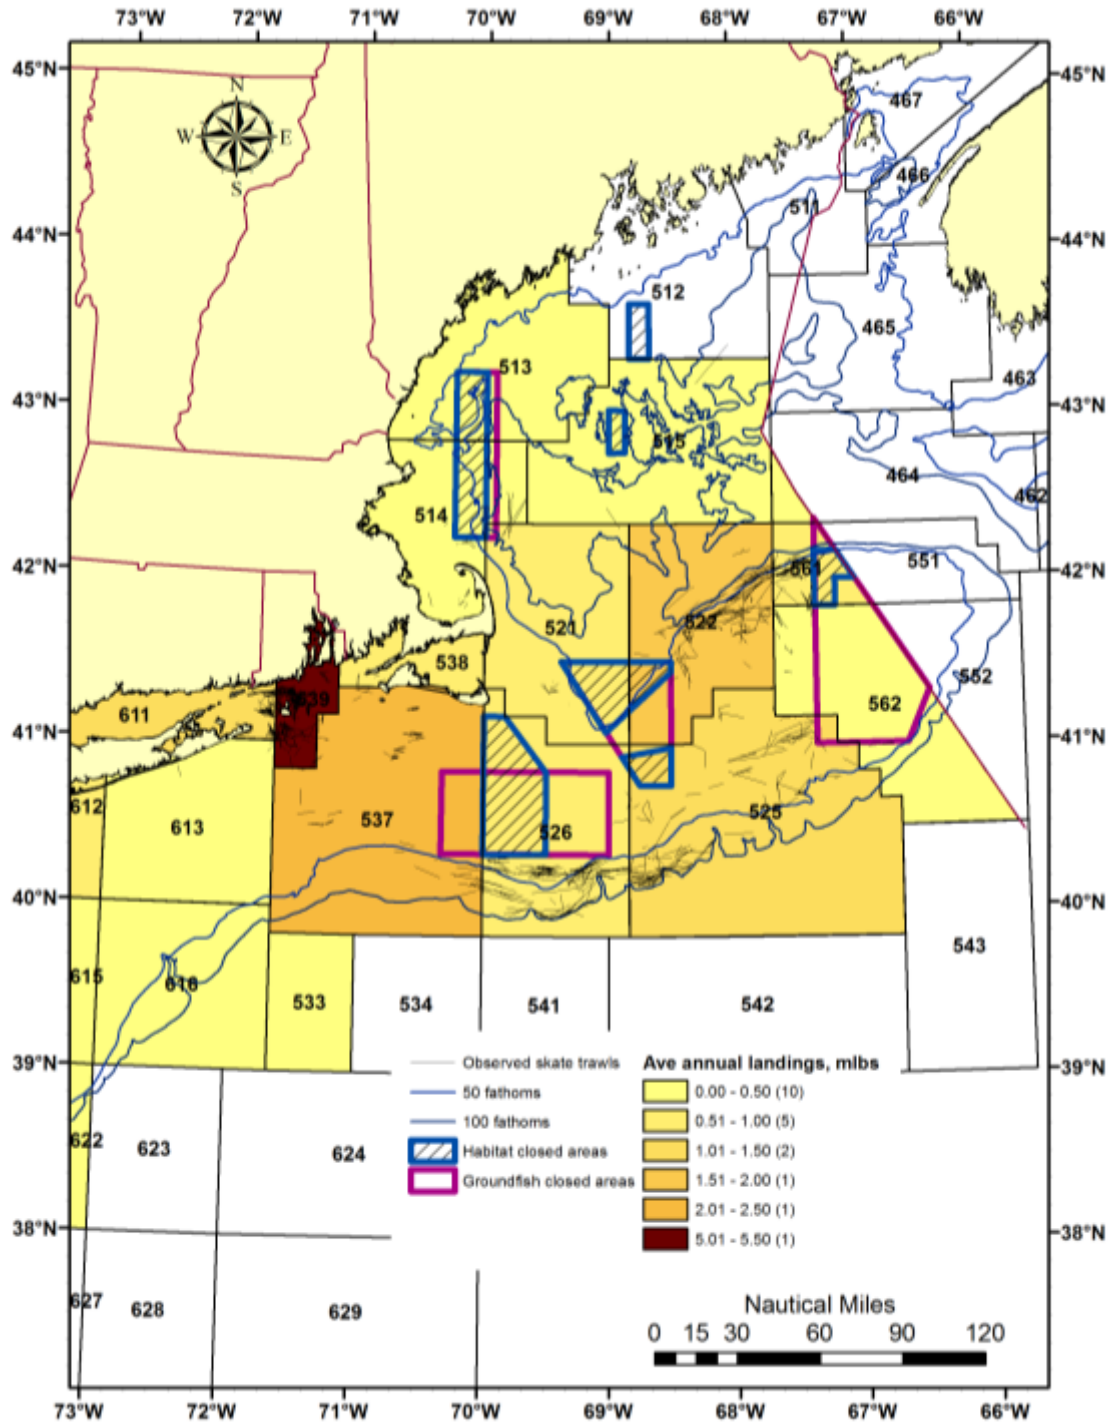 73°W 72°W 71°W 70°W 69°W 68°W 67°W 66°W
45°N 45°N
N
W E
S
467
466
511
44°N 44°N
512
465
513
463
43°N 43°N
515
464
462
514
551
42°N 561 42°N
521 522
538
552
539
562
611
41°N 41°N
612
613 537 526 525
40°N 40°N
543
615 616
533 534 541 542
39°N 39°N
Observed skate trawls
50 fathoms
100 fathoms
Habitat closed areas
Groundfish closed areas
Ave annual landings, mlbs
0.00 - 0.50 (10)
0.51 - 1.00 (5)
1.01 - 1.50 (2)
1.51 - 2.00 (1)
2.01 - 2.50 (1)
5.01 - 5.50 (1)
622 623 624
38°N 38°N
627 628 629
Nautical Miles
0 15 30 60 90 120
73°W 72°W 71°W 70°W 69°W 68°W 67°W 66°W